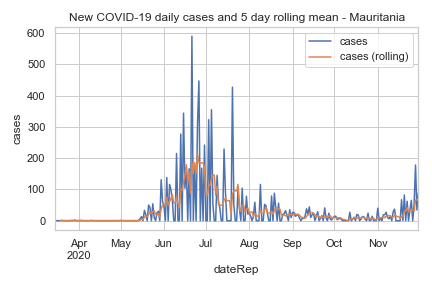 New COVID-19 daily cases and 5 day rolling mean - Mauritania
cases
cases (rolling)
600
500
400
300
200
100
0
cases
Apr
2020
May
Jun
Jul
Aug
Sep
Oct
Nov
dateRep